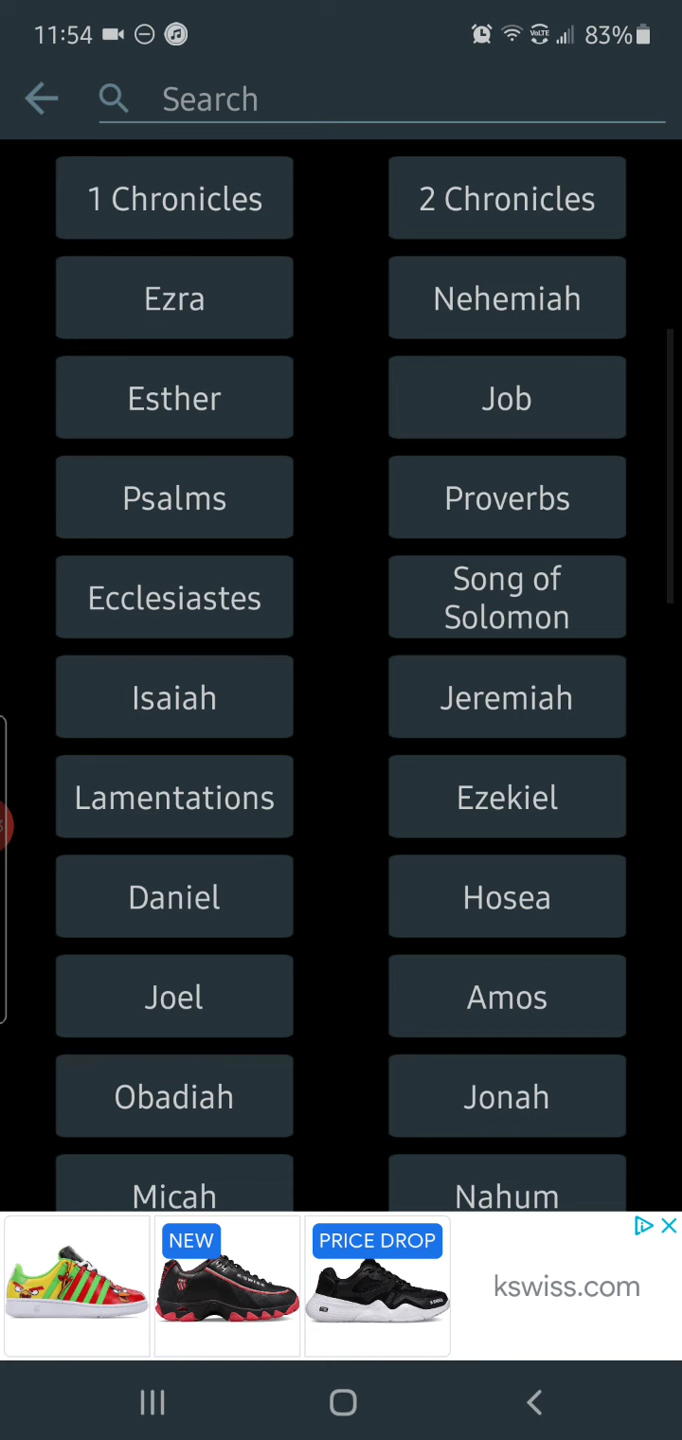 11:54
VoLTE
83%
Search
1 Chronicles
2 Chronicles
Ezra
Nehemiah
Esther
Job
Psalms
Proverbs
Ecclesiastes
Song of
Solomon
Isaiah
Jeremiah
Lamentations
Ezekiel
Daniel
Hosea
Joel
Amos
Obadiah
Jonah
Micah
Nahum
NEW
PRICE DROP
kswiss.com